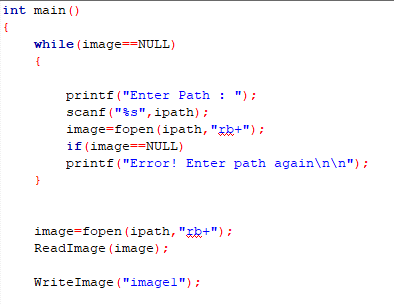 int main()
{
while(image==NULL)
{
printf("Enter Path : ");
scanf("%s",ipath);
image=fopen(ipath,"rb+");
if(image==NULL)
printf("Error! Enter path again\n\n");
}
image=fopen(ipath,"rb+");
ReadImage(image);
WriteImage("image1");